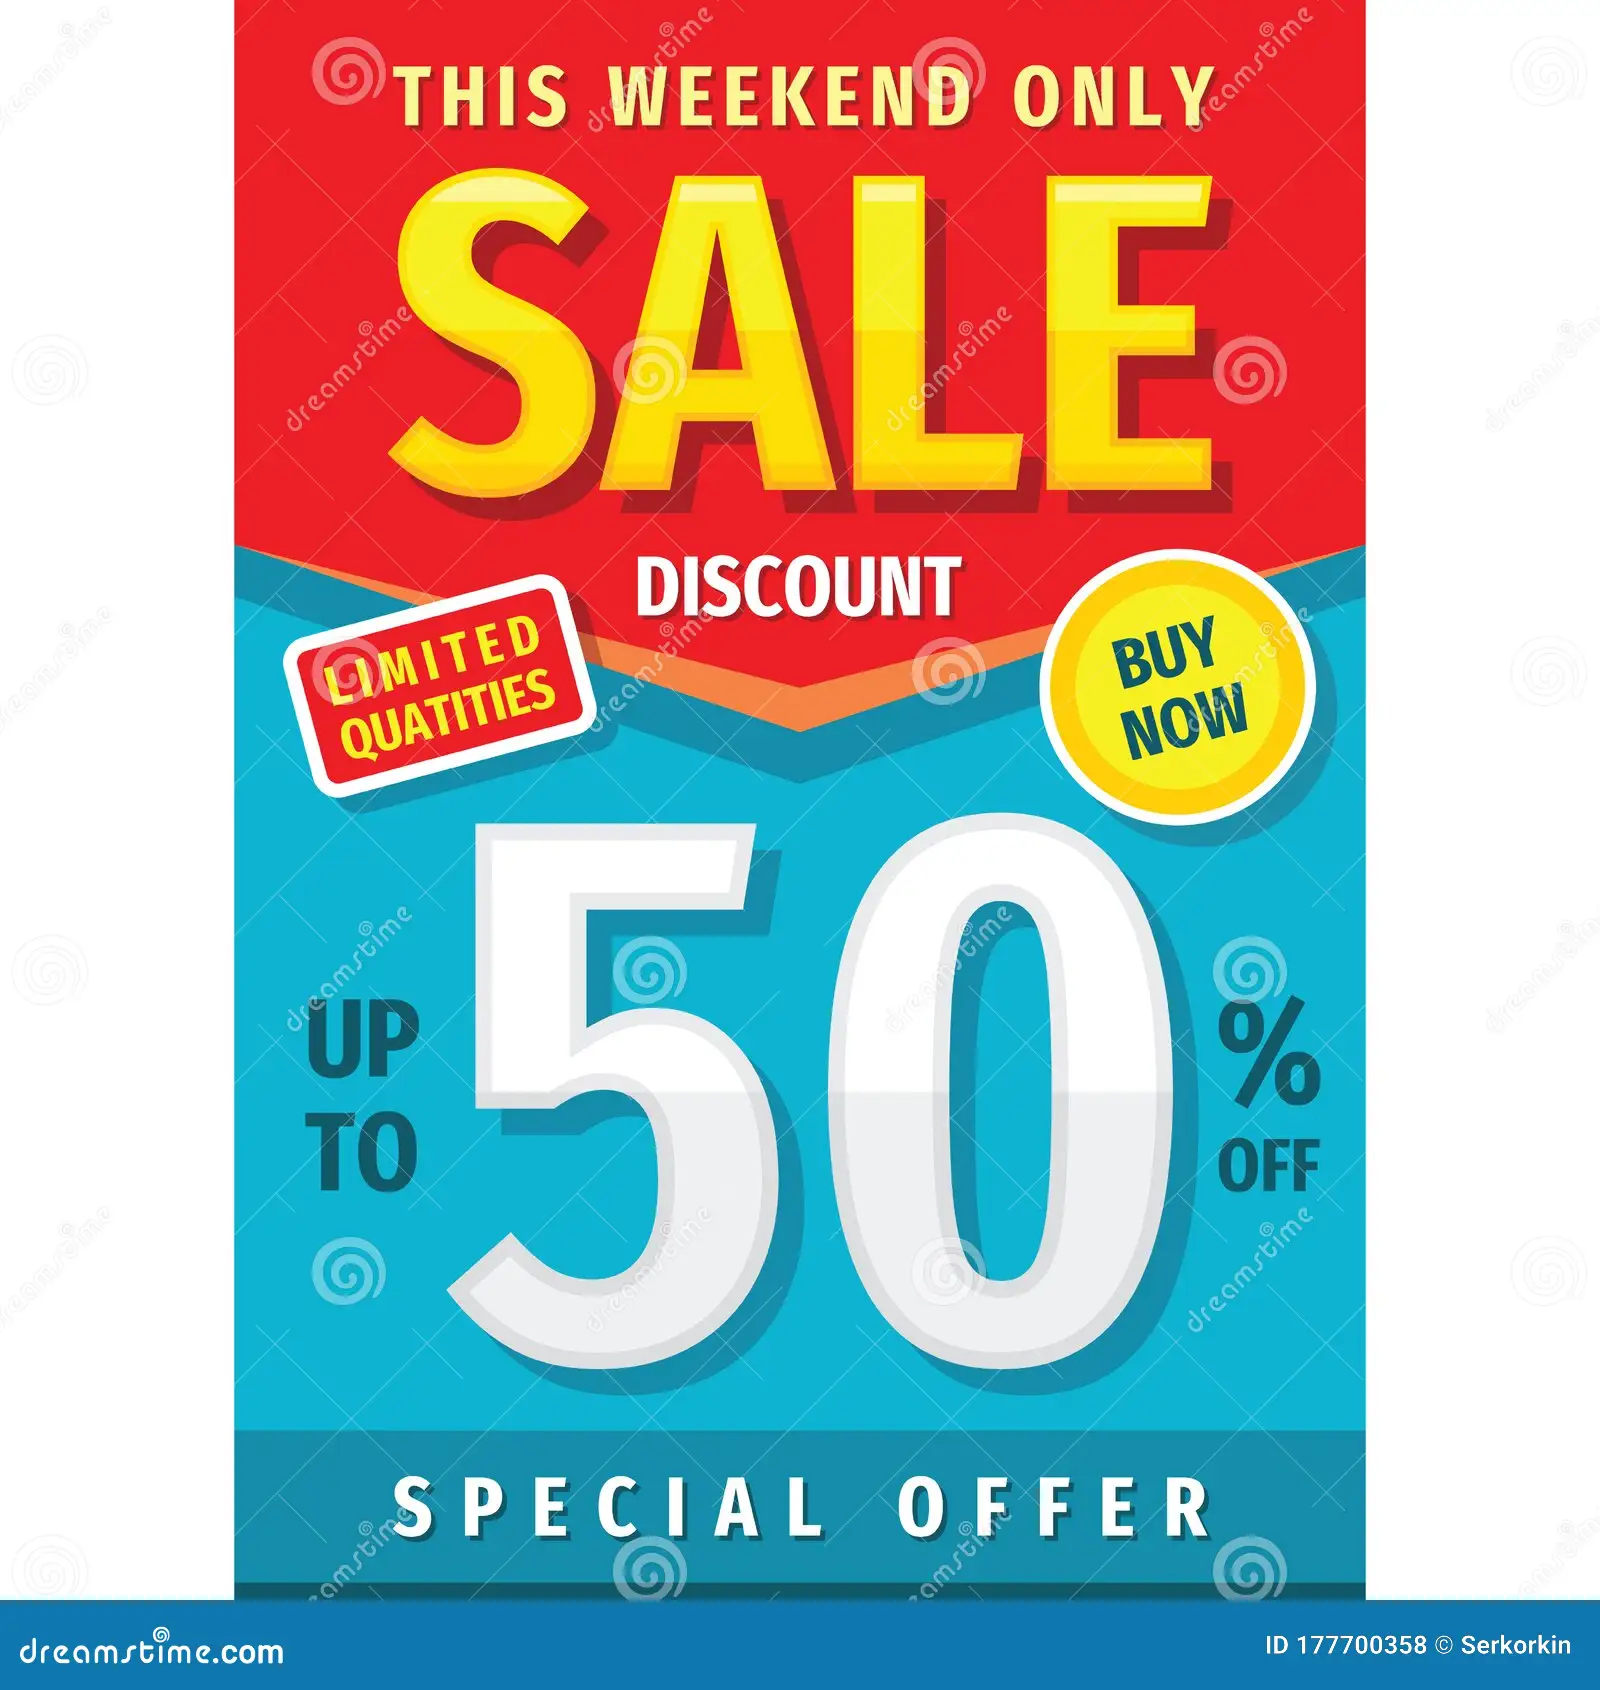 THIS WEEKEND ONLY
SALE
DISCOUNT
LIMITED
QUATITIES
BUY
NOW
UP
TO
50
%
OFF
SPECIAL OFFER
dreamstime.com
ID 177700358 © Serkorkin